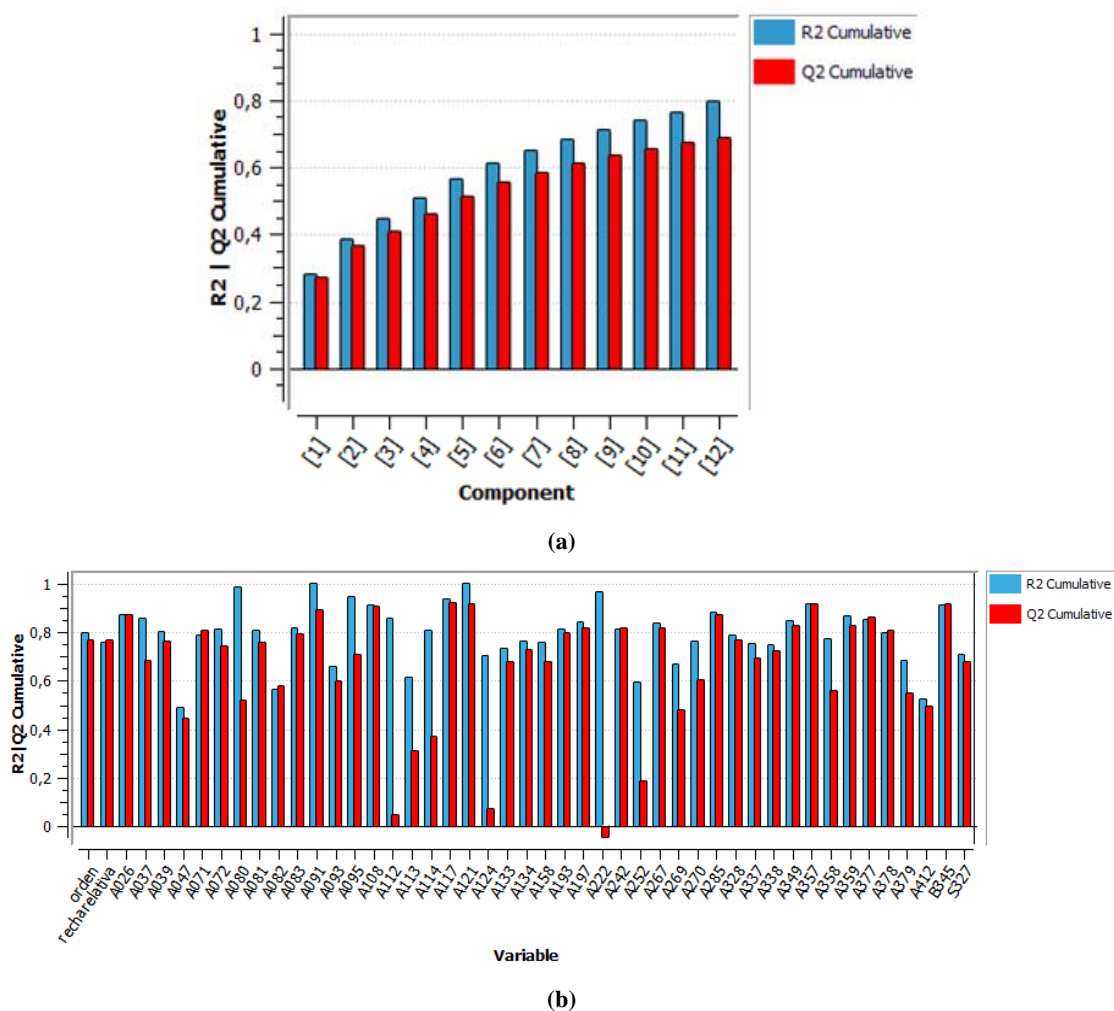 1
0,8
0,6
0,4
0,2
0
R2 | Q2 Cumulative
R2 Cumulative
Q2 Cumulative
[1] [2] [3] [4] [5] [6] [7] [8] [9] [10] [11] [12]
Component
(a)
1
0,8
0,6
0,4
0,2
0
R2|Q2 Cumulative
R2 Cumulative
Q2 Cumulative
orden fecharelativa A026 A037 A039 A047 A071 A072 A080 A081 A082 A083 A091 A093 A095 A108 A112 A113 A114 A117 A121 A124 A133 A134 A158 A193 A197 A222 A242 A252 A267 A269 A270 A285 A328 A337 A338 A349 A357 A358 A359 A377 A378 A379 A412 B345 S327
Variable
(b)